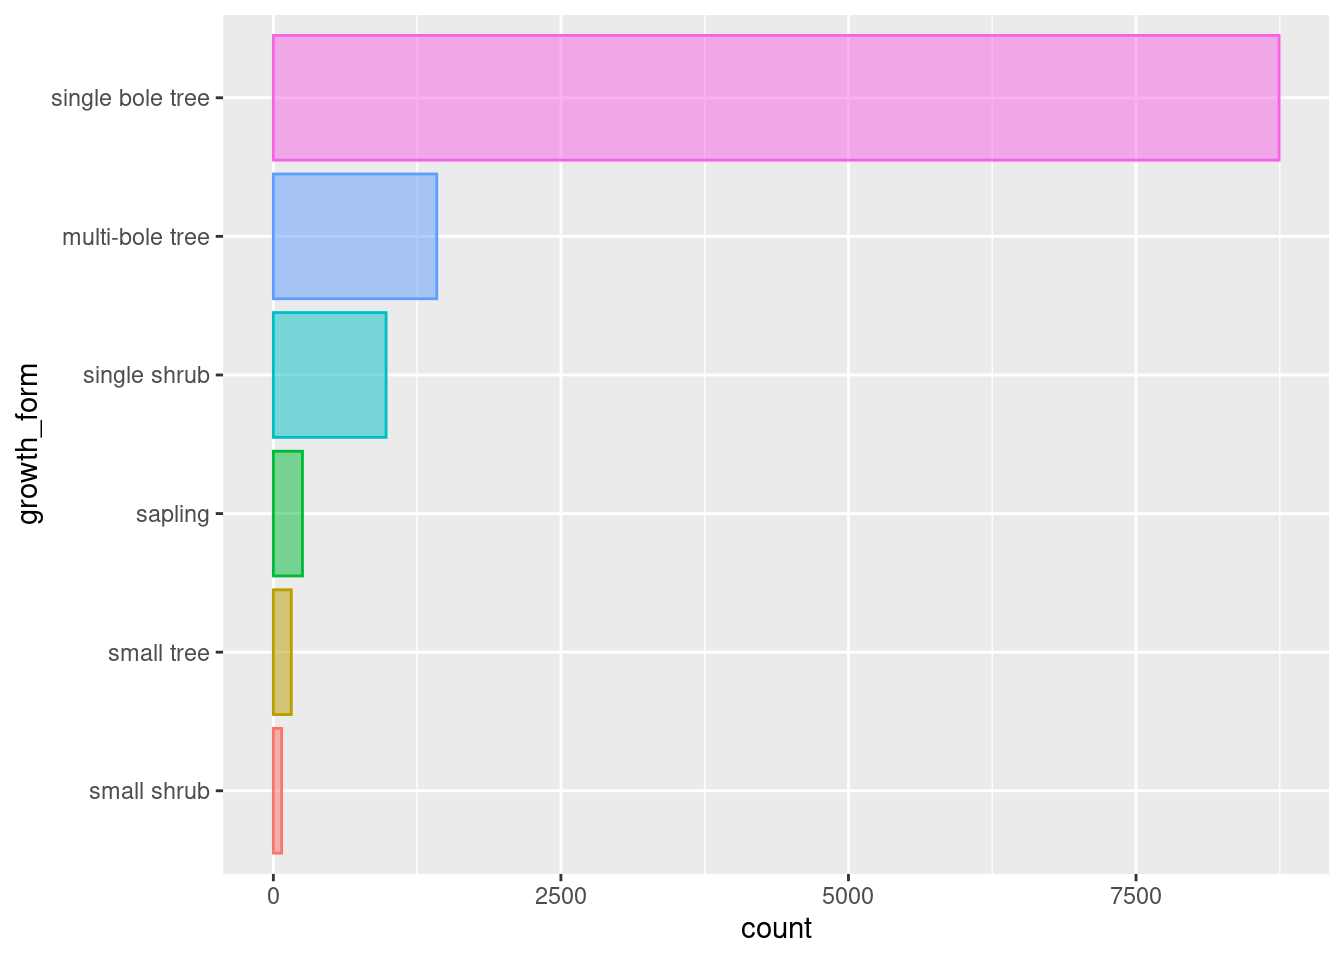 single bole tree
multi-bole tree
single shrub
sapling
small tree
small shrub
growth_form
0 2500 5000 7500
count